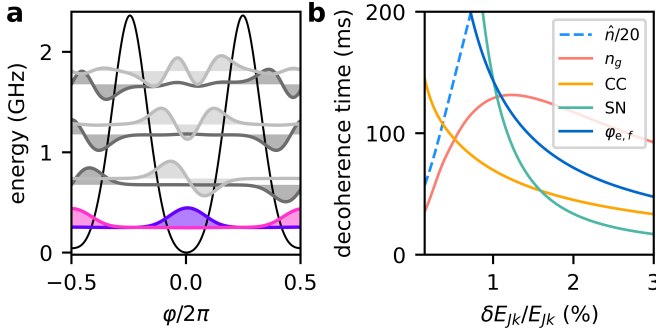 a
energy (GHz)
2
1
0
−0.5
0.0
0.5
φ/2π
b
decoherence time (ms)
200
100
0
1
2
3
δE_Jk/E_Jk (%)
n̂/20
n_g
CC
SN
φ_e,f